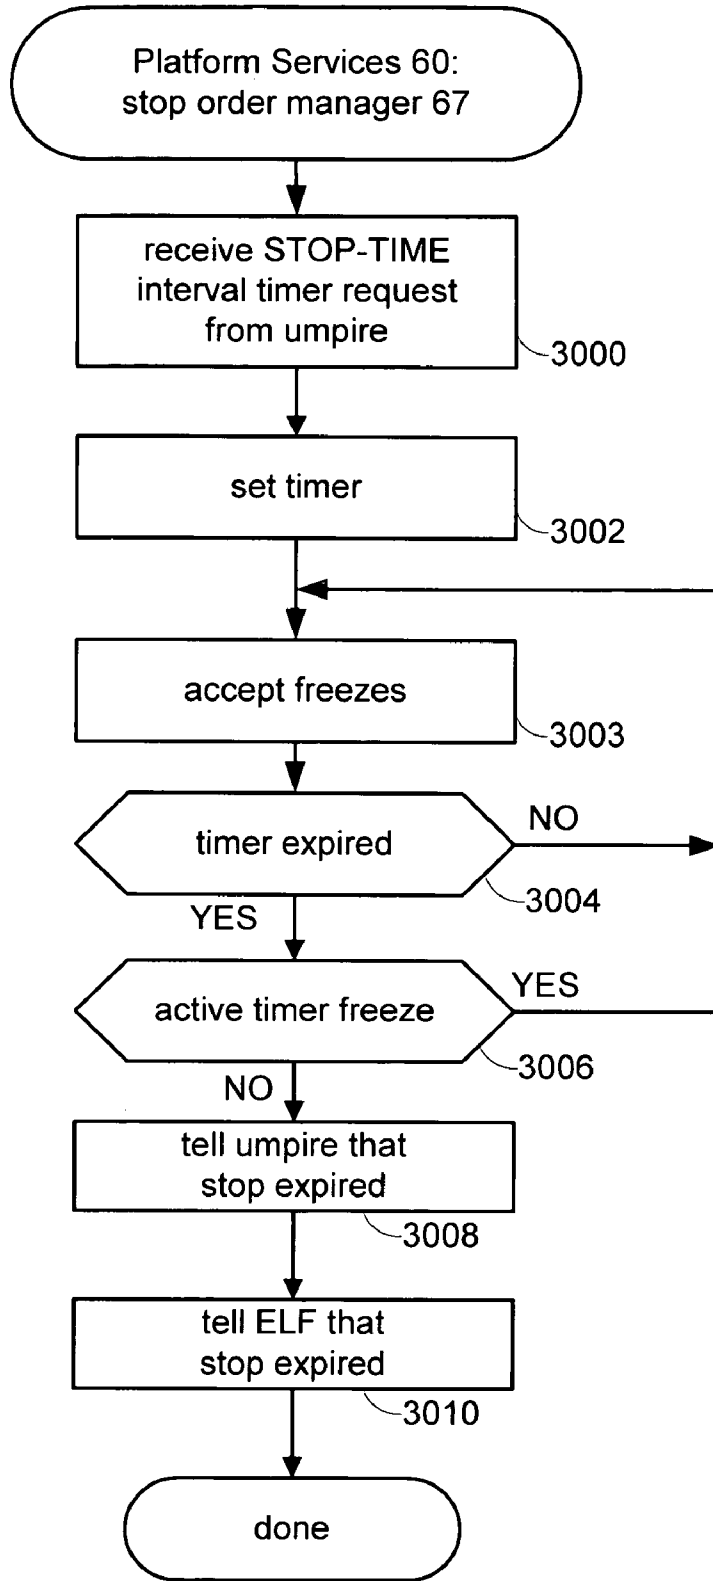 Platform Services 60:
stop order manager 67
receive STOP-TIME
interval timer request
from umpire
3000
set timer
3002
accept freezes
3003
timer expired
NO
3004
YES
active timer freeze
YES
3006
NO
tell umpire that
stop expired
3008
tell ELF that
stop expired
3010
done